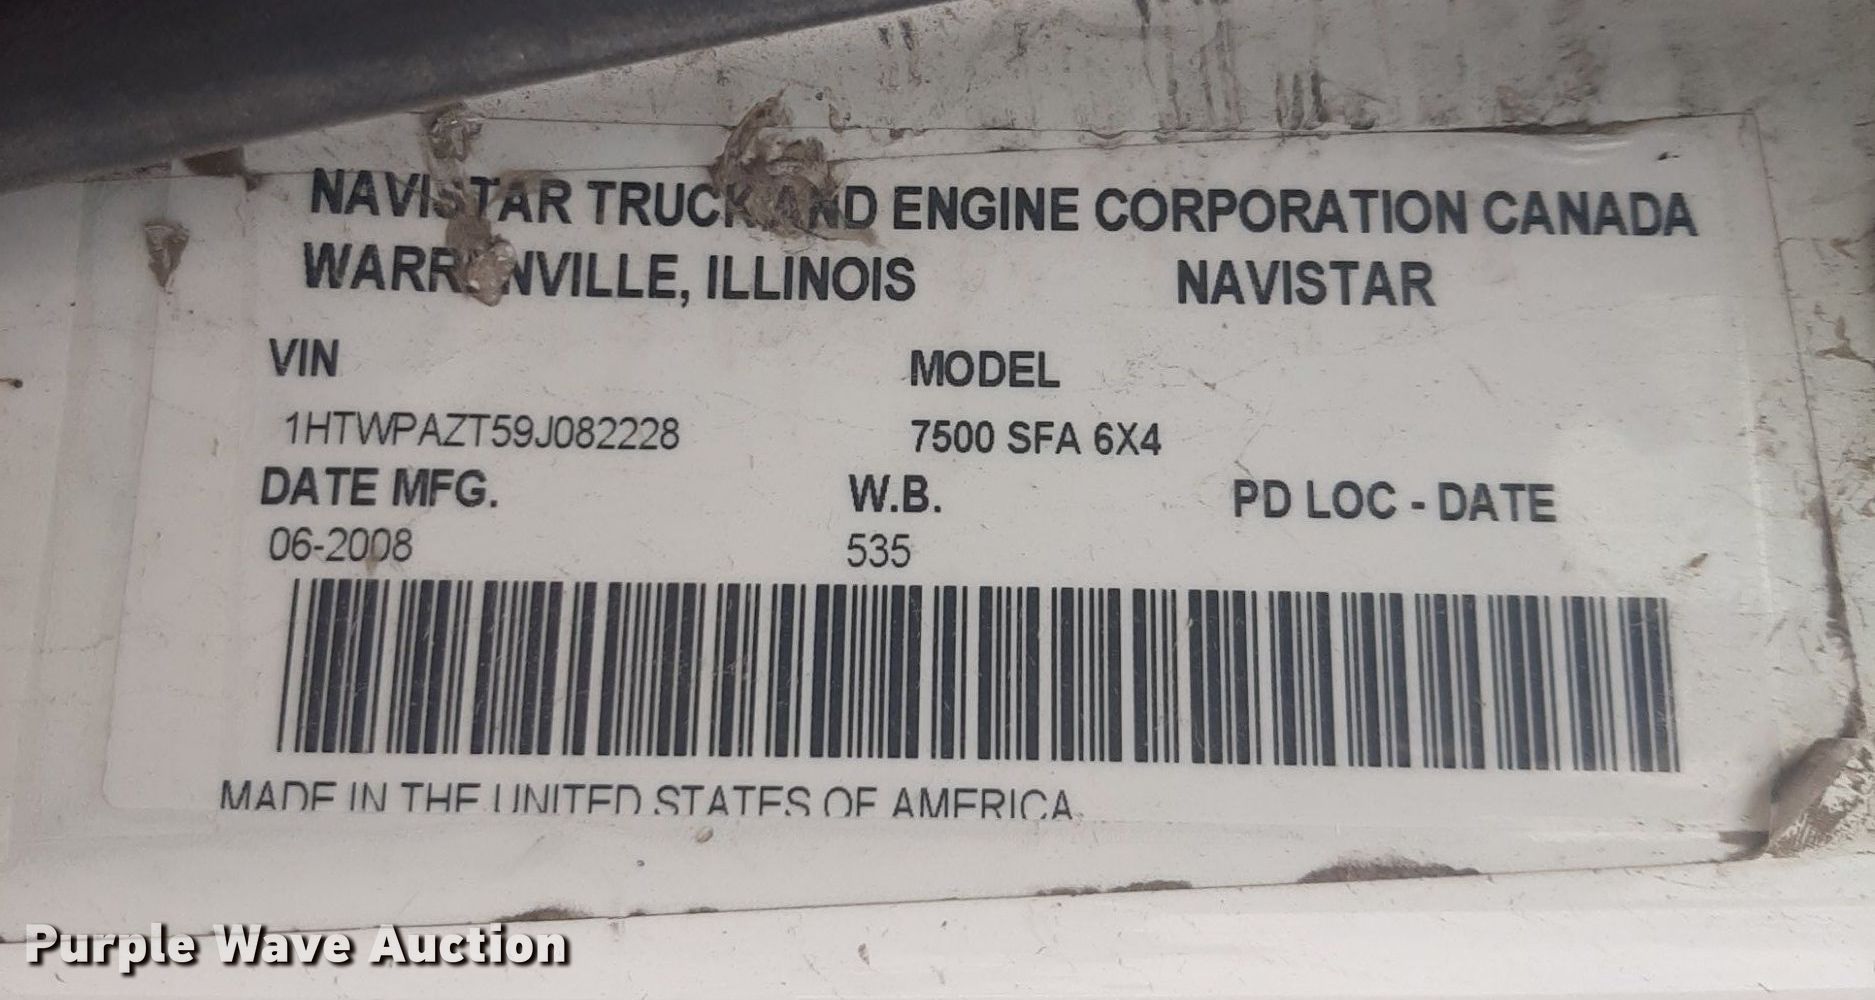 NAVISTAR TRUCK AND ENGINE CORPORATION CANADA
WARRENVILLE, ILLINOIS NAVISTAR
VIN MODEL
1HTWPAZT59J082228 7500 SFA 6X4
DATE MFG. W.B. PD LOC - DATE
06-2008 535
MADE IN THE UNITED STATES OF AMERICA.
Purple Wave Auction